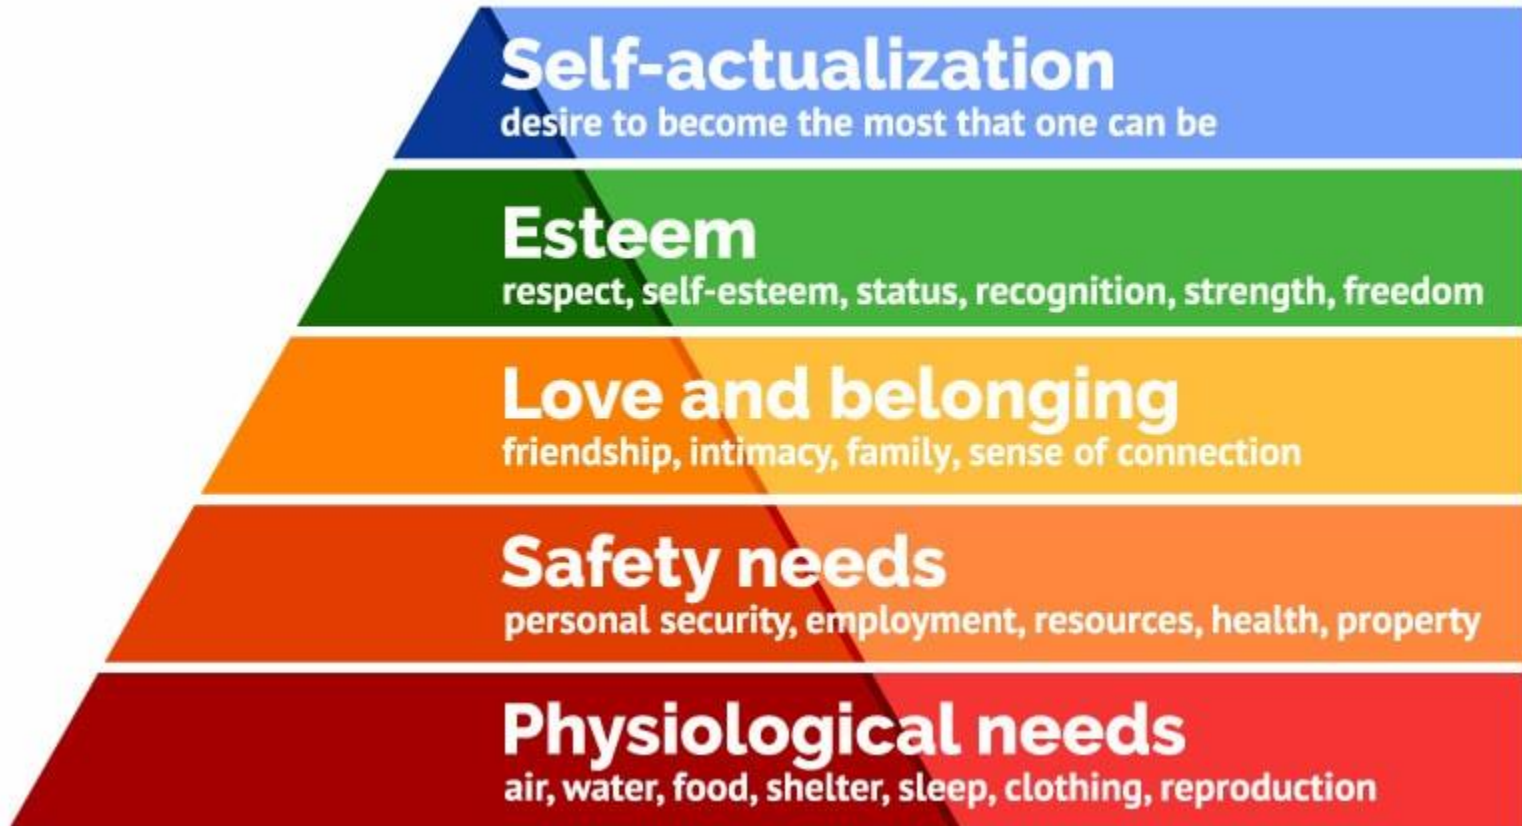 Self-actualization
desire to become the most that one can be
Esteem
respect, self-esteem, status, recognition, strength, freedom
Love and belonging
friendship, intimacy, family, sense of connection
Safety needs
personal security, employment, resources, health, property
Physiological needs
air, water, food, shelter, sleep, clothing, reproduction